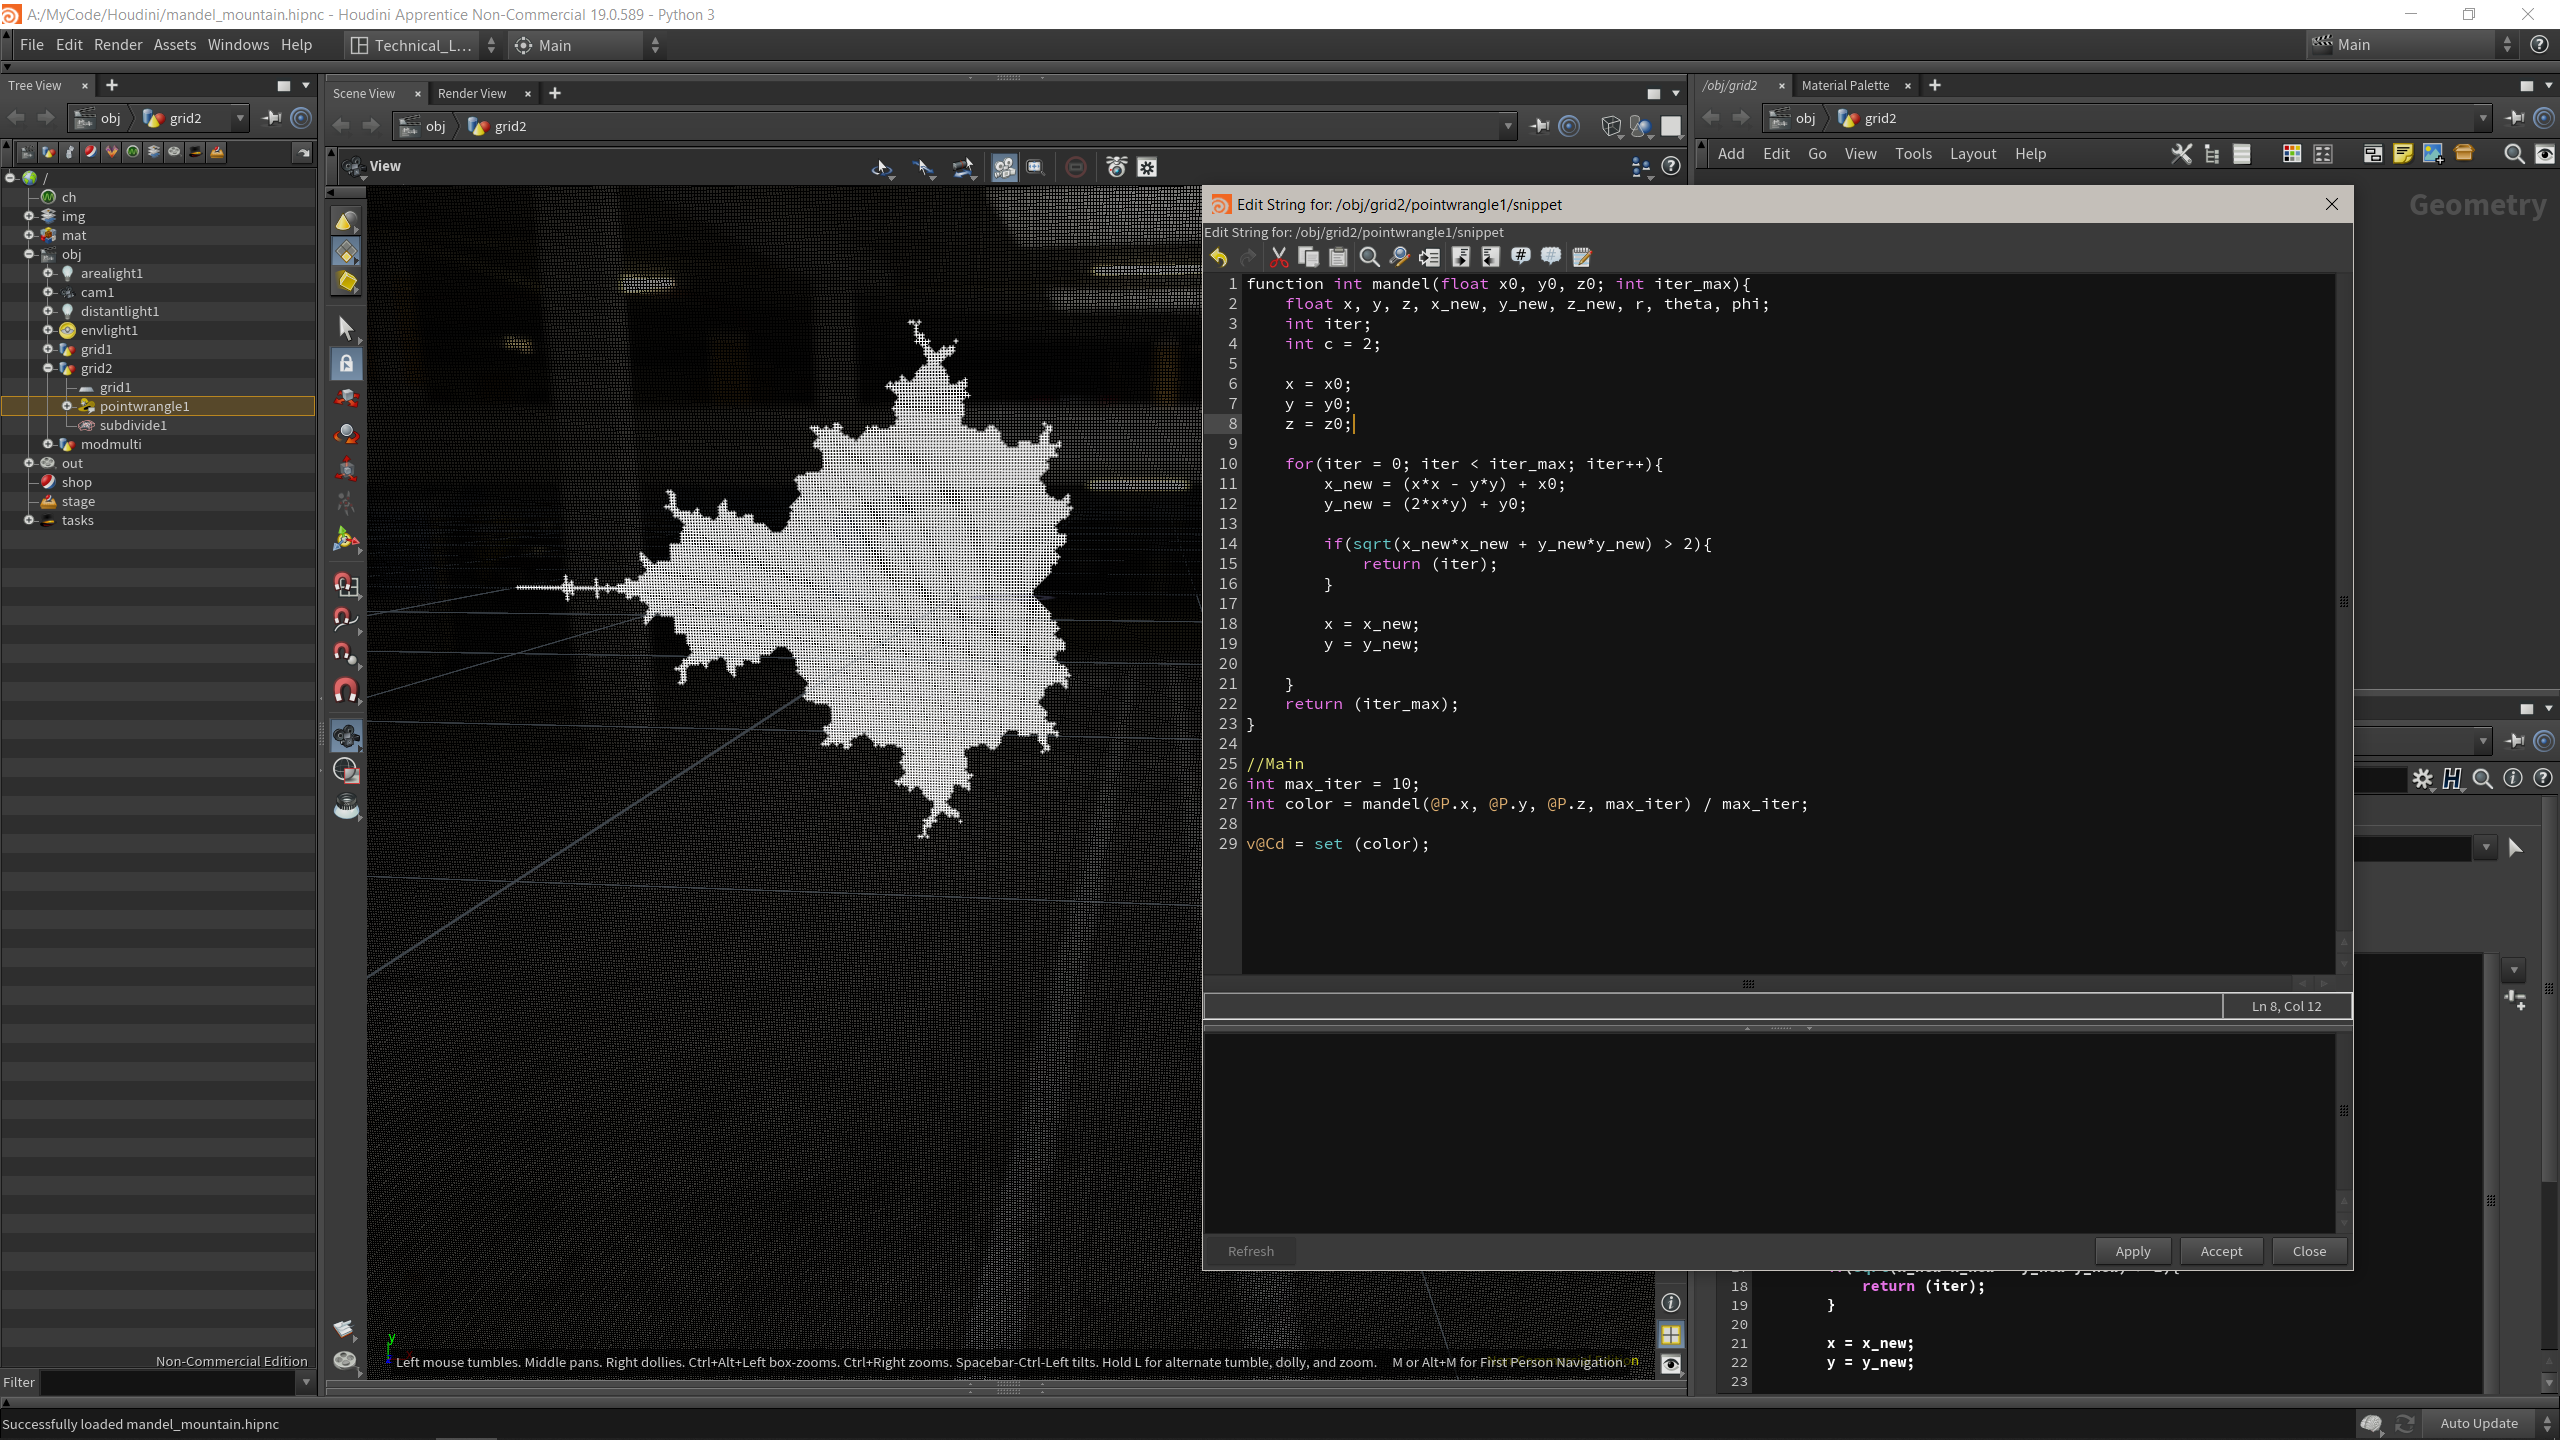 A:/MyCode/Houdini/mandel_mountain.hipnc - Houdini Apprentice Non-Commercial 19.0.589 - Python 3
File Edit Render Assets Windows Help Technical_L... Main Main
Tree View
obj grid2
/
ch
img
mat
obj
arealight1
cam1
distantlight1
envlight1
grid1
grid2
grid1
pointwrangle1
subdivide1
modmulti
out
shop
stage
tasks
Non-Commercial Edition
Filter
Successfully loaded mandel_mountain.hipnc
Scene View Render View
obj grid2
View
y
Left mouse tumbles. Middle pans. Right dollies. Ctrl+Alt+Left box-zooms. Ctrl+Right zooms. Spacebar-Ctrl-Left tilts. Hold L for alternate tumble, dolly, and zoom. M or Alt+M for First Person Navigation.
/obj/grid2 Material Palette
obj grid2
Add Edit Go View Tools Layout Help
Geometry
Edit String for: /obj/grid2/pointwrangle1/snippet
Edit String for: /obj/grid2/pointwrangle1/snippet
1 function int mandel(float x0, y0, z0; int iter_max){
2 float x, y, z, x_new, y_new, z_new, r, theta, phi;
3 int iter;
4 int c = 2;
5
6 x = x0;
7 y = y0;
8 z = z0;
9
10 for(iter = 0; iter < iter_max; iter++){
11 x_new = (x*x - y*y) + x0;
12 y_new = (2*x*y) + y0;
13
14 if(sqrt(x_new*x_new + y_new*y_new) > 2){
15 return (iter);
16 }
17
18 x = x_new;
19 y = y_new;
20
21 }
22 return (iter_max);
23 }
24
25 //Main
26 int max_iter = 10;
27 int color = mandel(@P.x, @P.y, @P.z, max_iter) / max_iter;
28
29 v@Cd = set (color);
Ln 8, Col 12
Refresh Apply Accept Close
18 return (iter);
19 }
20
21 x = x_new;
22 y = y_new;
23
Auto Update